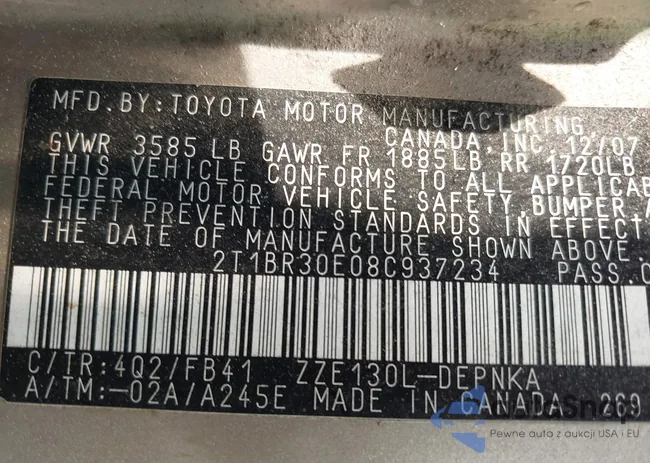 MFD. BY: TOYOTA MOTOR MANUFACTURING
CANADA, INC 12/07
GVWR 3585 LB GAWR FR 1885LB RR 1720LB
THIS VEHICLE CONFORMS TO ALL APPLICAB
FEDERAL MOTOR VEHICLE SAFETY, BUMPER, A
THEFT PREVENTION STANDARDS IN EFFECT
THE DATE OF MANUFACTURE SHOWN ABOVE.
2T1BR30E08C937234 PASS.C
C/TR: 4Q2/FB41 ZZE130L-DEPNKA
A/TM:-02A/A245E MADE IN CANADA 269
Pewne auta z aukcji USA i EU